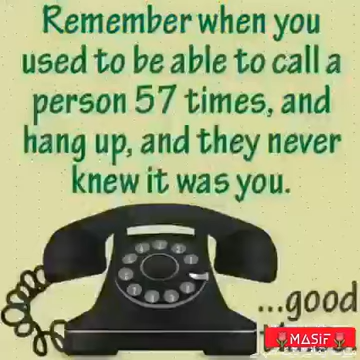 Remember when you
used to be able to call a
person 57 times, and
hang up, and they never
knew it was you.
...good
MASIF